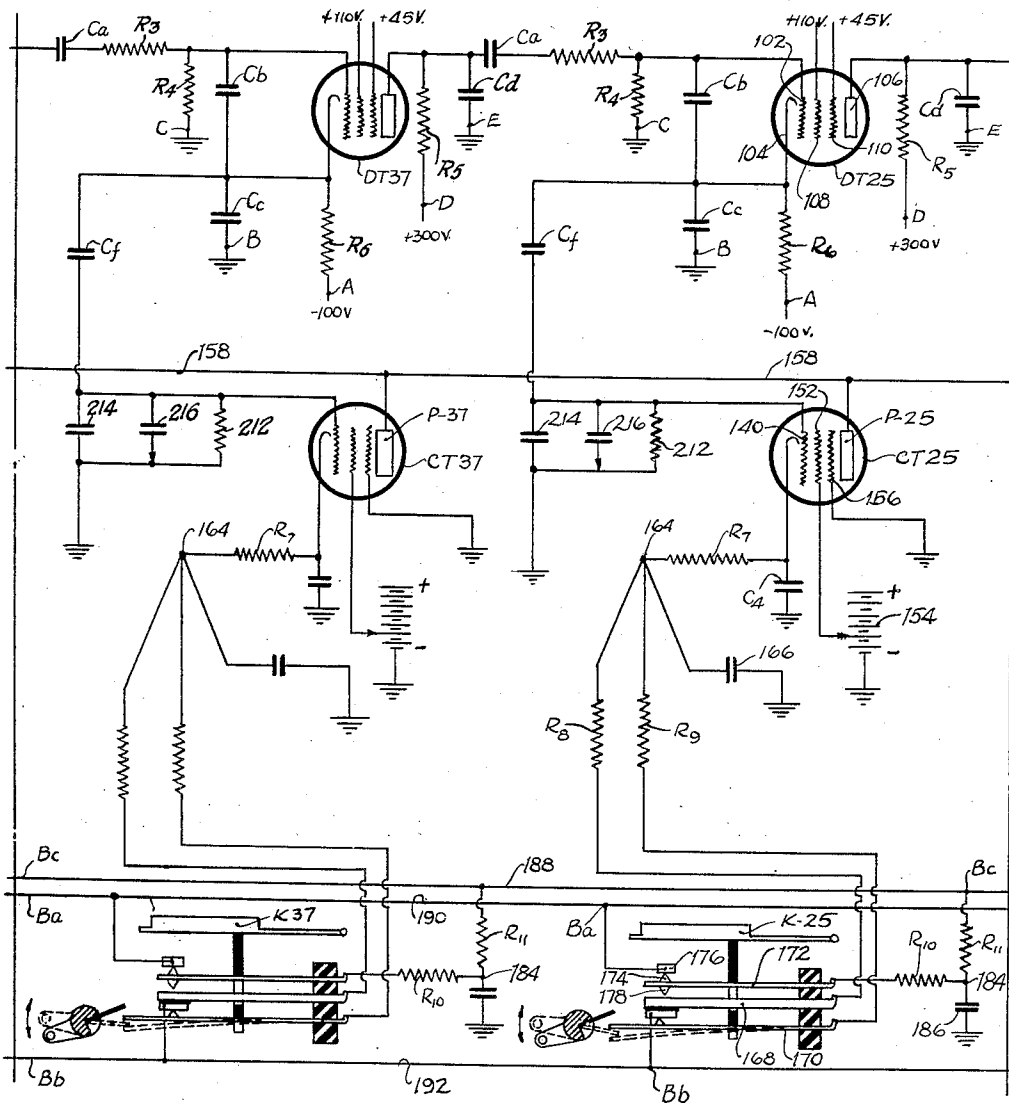 +110V. +45V.
+110V. +45V.
Ca R3 Ca R3 102 106
R4 Cb Cd R4 Cb Cd
C E C E
R5 104 110 R5
DT37 108 DT25
Cc D Cc D
B +300V B +300V
Cf R6 Cf R6
A A
-100V -100V.
158 158
152
214 216 212 P-37 214 216 212 140 P-25
CT37 CT25
156
164 R7 164 R7
+ C4 + 154
- 166 -
R8 R9
Bc 188 Bc
Ba K37 190 Ba K-25
R11 176 172 R10 R11
174
R10 184 178 184
186
168 170
Bb 192 Bb